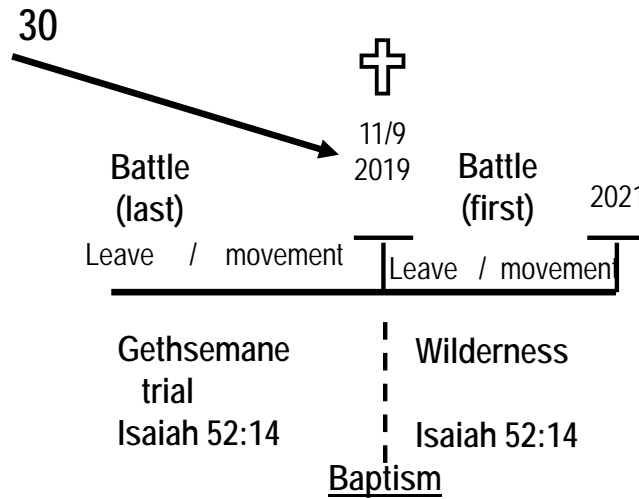 30
11/9
2019
Battle
(last)
Battle
(first)
2021
Leave / movement
Leave / movement
Gethsemane
trial
Isaiah 52:14
Wilderness
Isaiah 52:14
Baptism